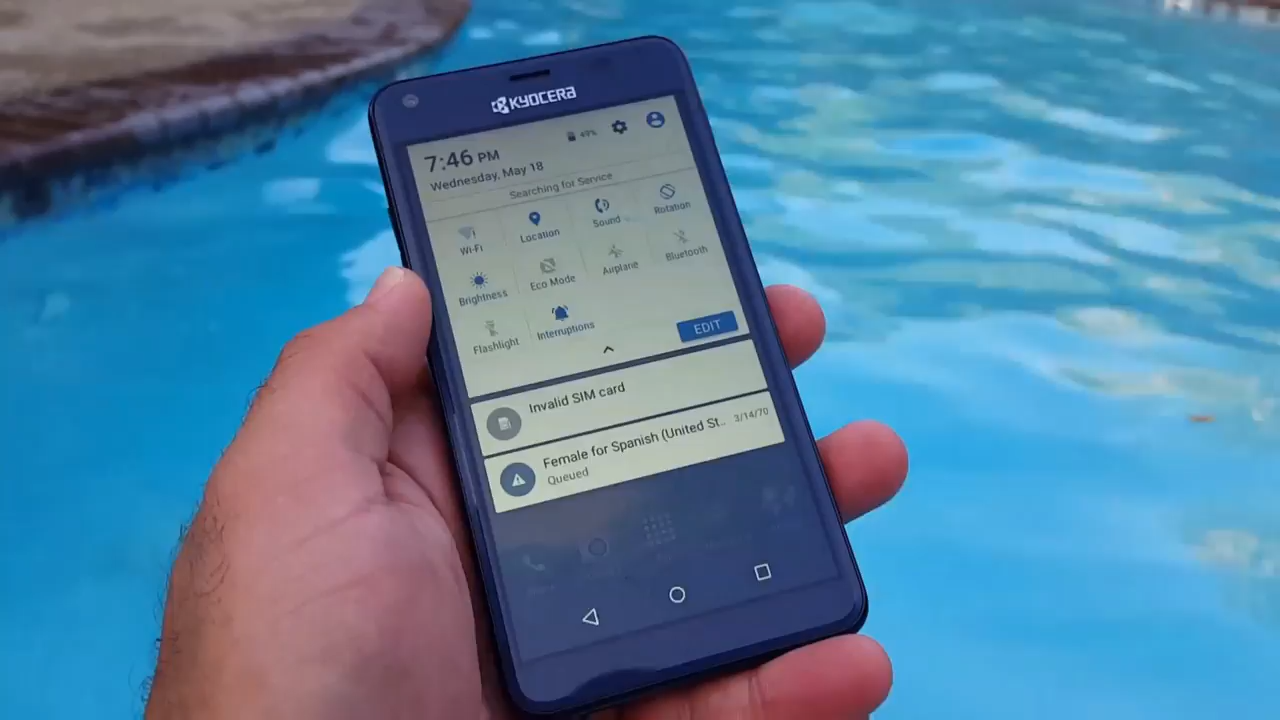 KYOCERA
49%
7:46 PM
Wednesday, May 18
Searching for Service
Wi-Fi
Location
Sound
Rotation
Brightness
Eco Mode
Airplane
Bluetooth
Flashlight
Interruptions
EDIT
Invalid SIM card
Female for Spanish (United St.. 3/14/70
Queued